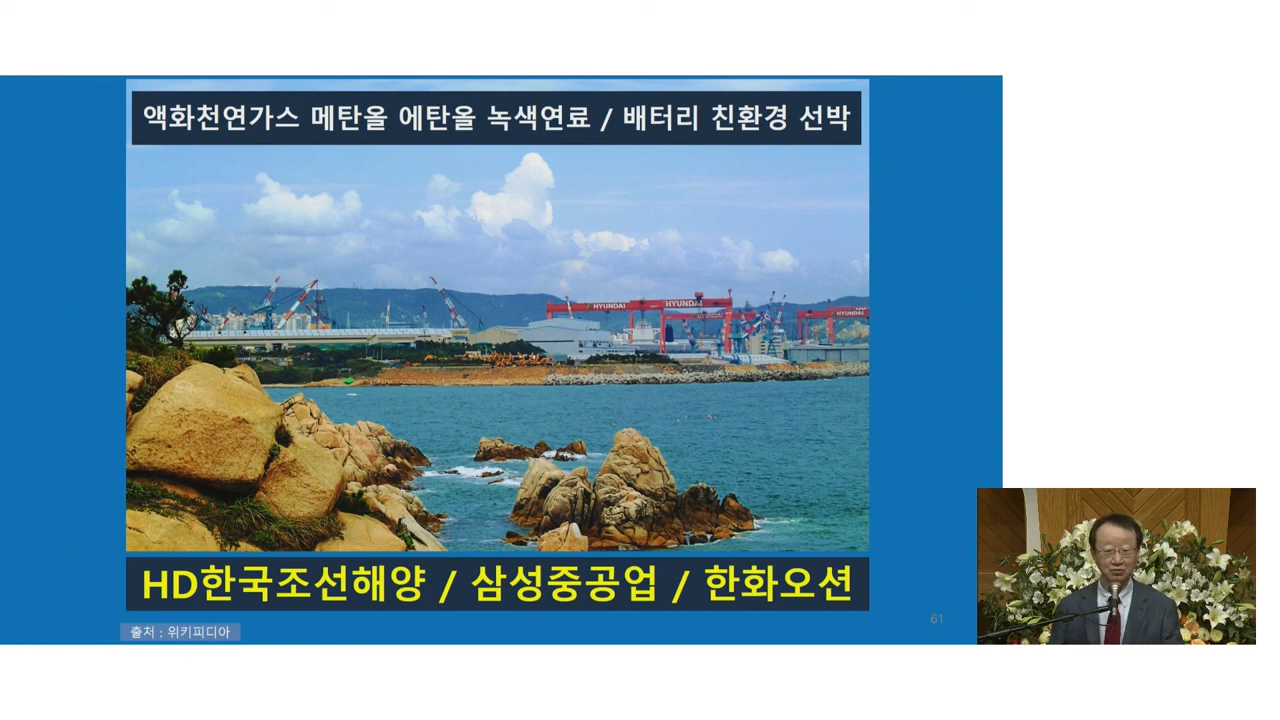 액화천연가스 메탄올 에탄올 녹색연료 / 배터리 친환경 선박
HYUNDAI
HYUNDAI
HYUNDAI
HYUNDAI
HD한국조선해양 / 삼성중공업 / 한화오션
출처 : 위키피디아
61